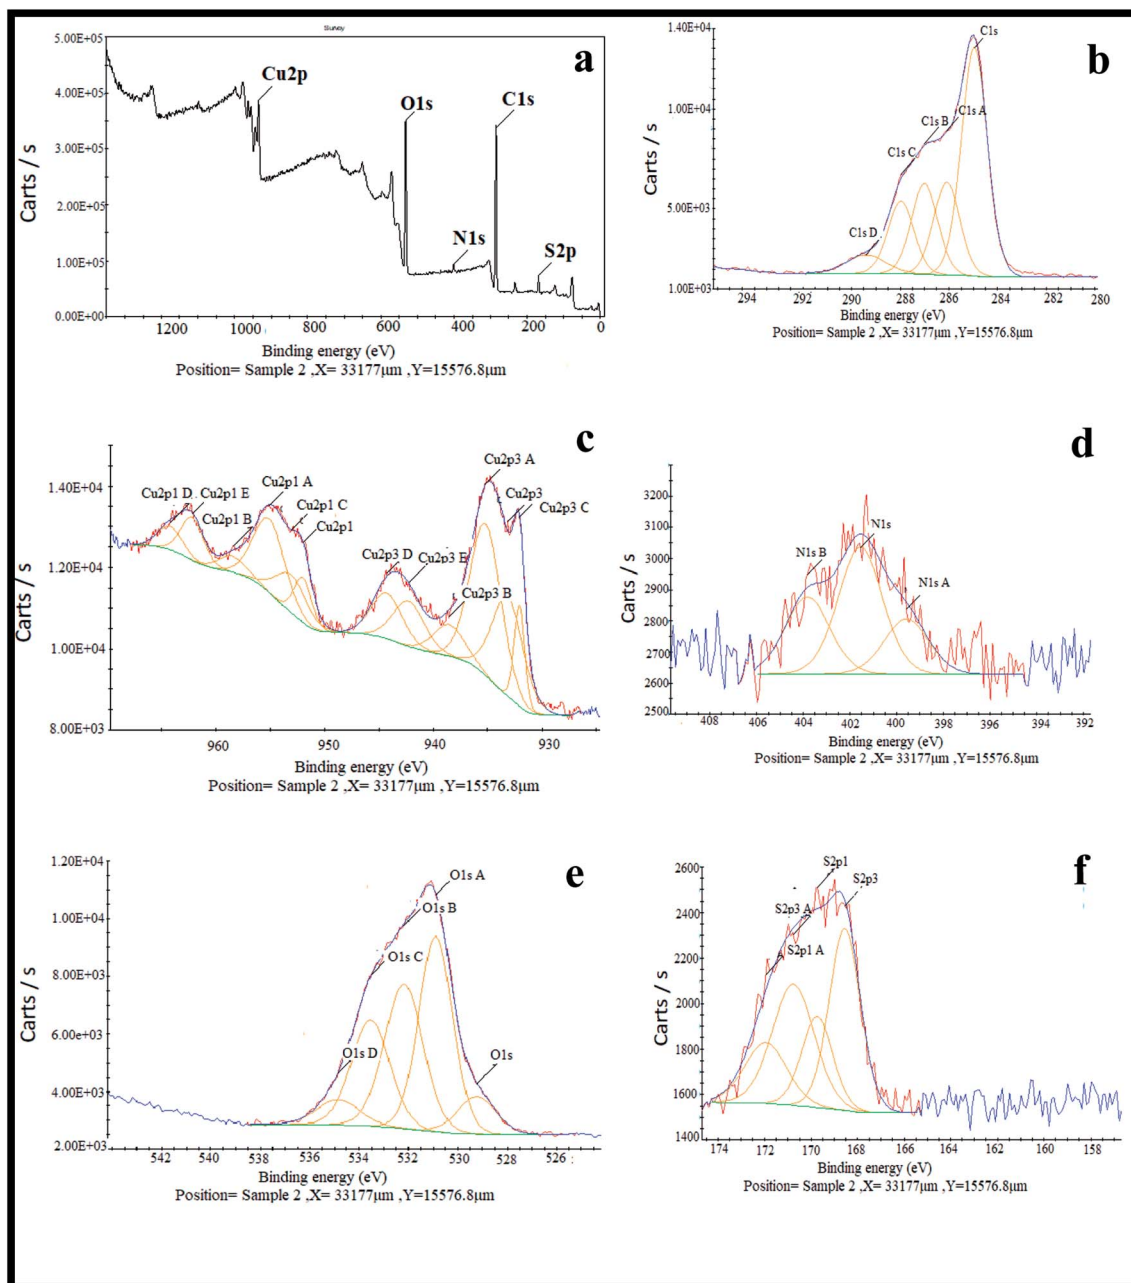 Survey
a
5.00E+05
4.00E+05
3.00E+05
2.00E+05
1.00E+05
0.00E+00
Carts / s
Cu2p
O1s
C1s
N1s
S2p
1200 1000 800 600 400 200 0
Binding energy (eV)
Position= Sample 2 ,X= 33177µm ,Y=15576.8µm
b
1.40E+04
1.00E+04
5.00E+03
1.00E+03
Carts / s
C1s
C1s A
C1s B
C1s C
C1s D
294 292 290 288 286 284 282 280
Binding energy (eV)
Position= Sample 2 ,X= 33177µm ,Y=15576.8µm
c
1.40E+04
1.20E+04
1.00E+04
8.00E+03
Carts / s
Cu2p1 D
Cu2p1 E
Cu2p1 B
Cu2p1 A
Cu2p1 C
Cu2p1
Cu2p3 D
Cu2p3 E
Cu2p3 B
Cu2p3 A
Cu2p3
Cu2p3 C
960 950 940 930
Binding energy (eV)
Position= Sample 2 ,X= 33177µm ,Y=15576.8µm
d
3200
3100
3000
2900
2800
2700
2600
2500
Carts / s
N1s B
N1s
N1s A
408 406 404 402 400 398 396 394 392
Binding energy (eV)
Position= Sample 2 ,X= 33177µm ,Y=15576.8µm
e
1.20E+04
1.00E+04
8.00E+03
6.00e+03
4.00E+03
2.00E+03
Carts / s
O1s A
O1s B
O1s C
O1s D
O1s
542 540 538 536 534 532 530 528 526
Binding energy (eV)
Position= Sample 2 ,X= 33177µm ,Y=15576.8µm
f
2600
2400
2200
2000
1800
1600
1400
Carts / s
S2p1
S2p3
S2p3 A
S2p1 A
174 172 170 168 166 164 162 160 158
Binding energy (eV)
Position= Sample 2 ,X= 33177µm ,Y=15576.8µm